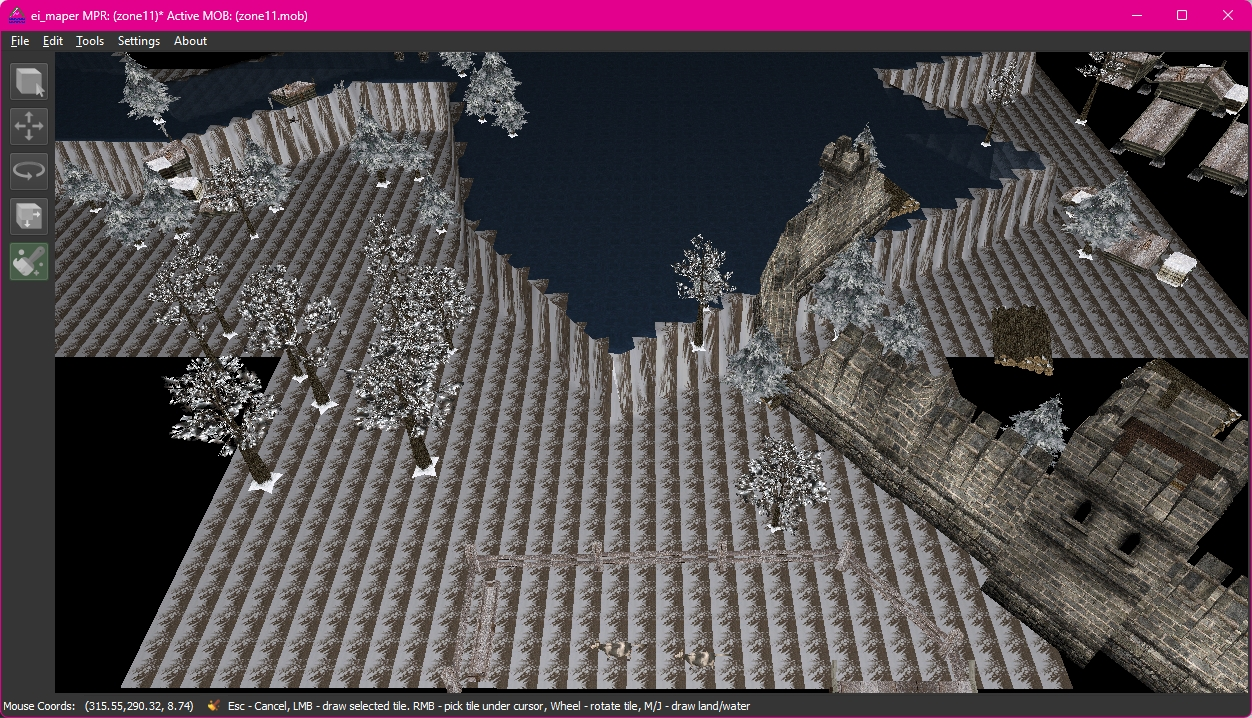 ei_maper MPR: (zone11)* Active MOB: (zone11.mob)
File Edit Tools Settings About
Mouse Coords: (315.55,290.32, 8.74) Esc - Cancel, LMB - draw selected tile. RMB - pick tile under cursor, Wheel - rotate tile, M/J - draw land/water